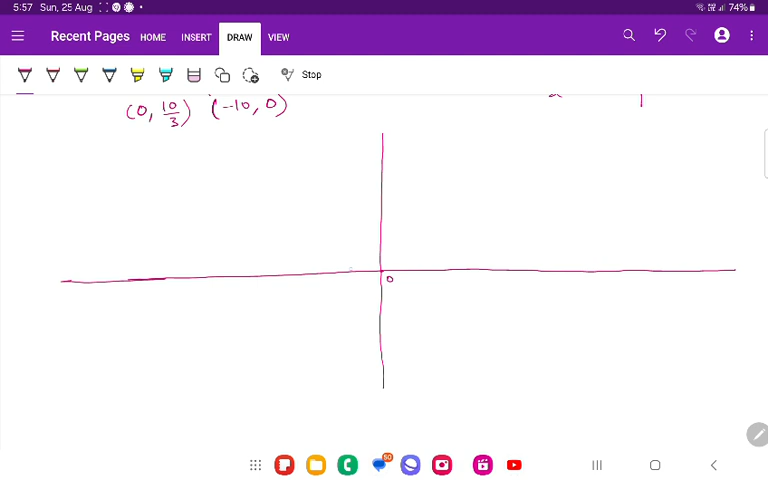 5:57 Sun, 25 Aug 74%
Recent Pages HOME INSERT DRAW VIEW
Stop
(0, 10/3) (-10, 0)
0
50